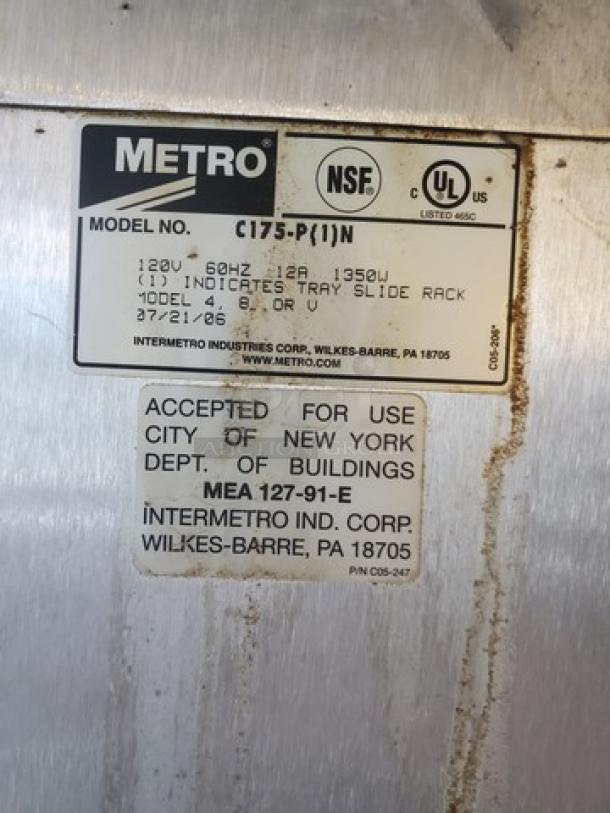 METRO®
NSF®
C UL® US
LISTED 465C
MODEL NO. C175-P(1)N
120V 60HZ 12A 1350W
(1) INDICATES TRAY SLIDE RACK
MODEL 4, 8, OR V
07/21/06
INTERMETRO INDUSTRIES CORP., WILKES-BARRE, PA 18705
WWW.METRO.COM
C05-206*
ACCEPTED FOR USE
CITY OF NEW YORK
DEPT. OF BUILDINGS
MEA 127-91-E
INTERMETRO IND. CORP.
WILKES-BARRE, PA 18705
P/N C05-247